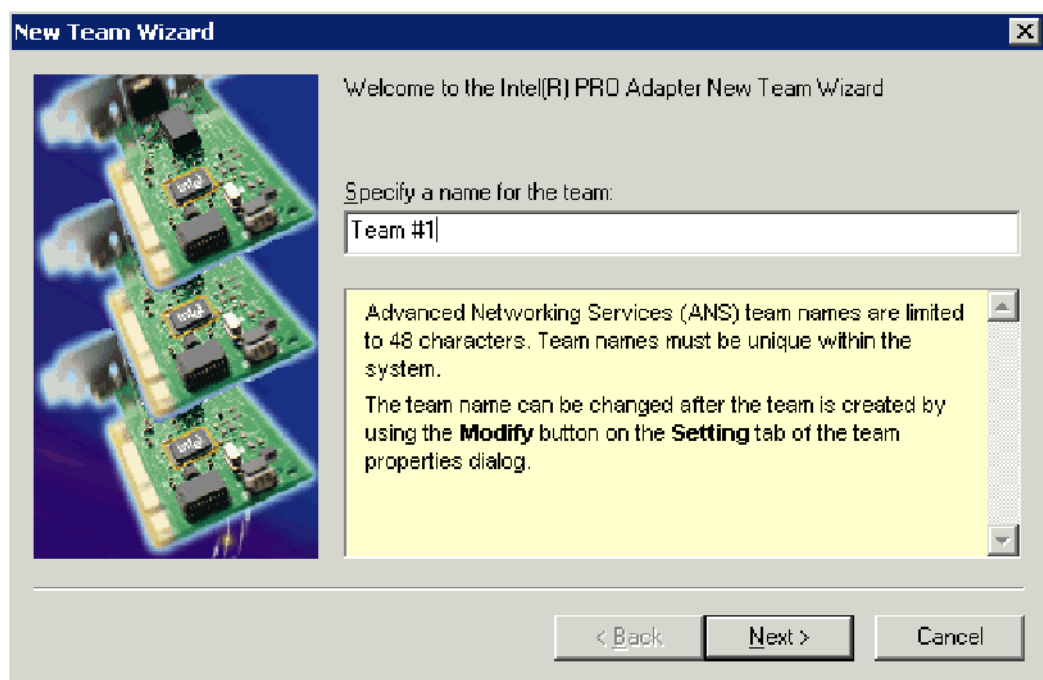 New Team Wizard
Welcome to the Intel(R) PRO Adapter New Team Wizard
Specify a name for the team:
Team #1
Advanced Networking Services (ANS) team names are limited
to 48 characters. Team names must be unique within the
system.
The team name can be changed after the team is created by
using the Modify button on the Setting tab of the team
properties dialog.
< Back
Next >
Cancel